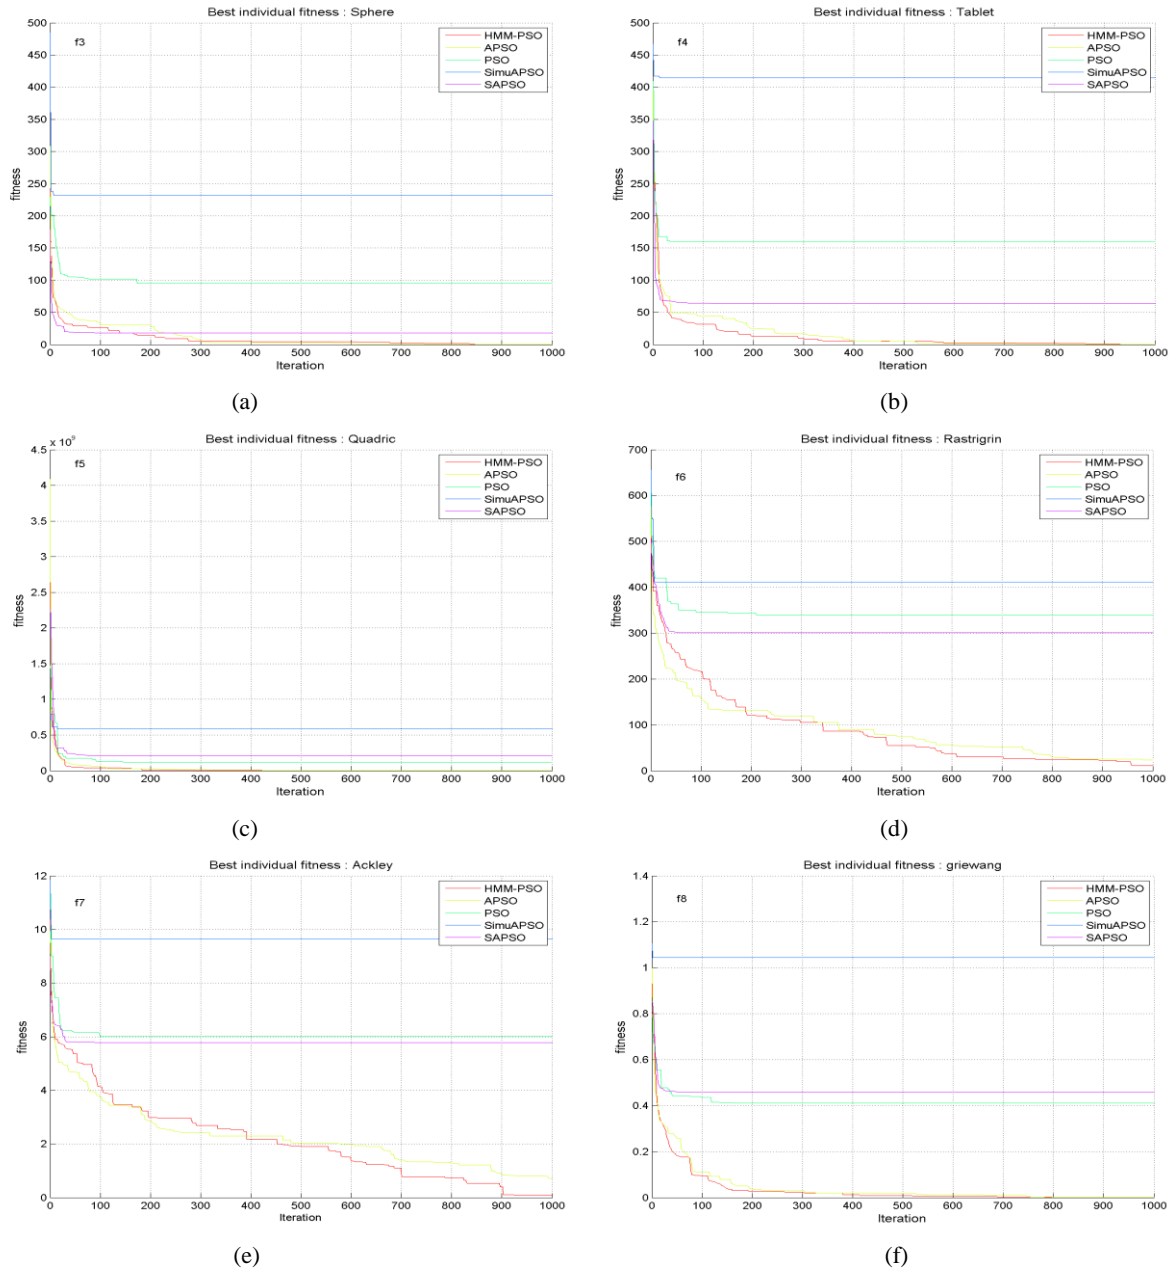 Best individual fitness : Sphere
f3
HMM-PSO
APSO
PSO
SimuAPSO
SAPSO
500
450
400
350
300
250
200
150
100
50
0
fitness
0 100 200 300 400 500 600 700 800 900 1000
Iteration
(a)
Best individual fitness : Tablet
f4
HMM-PSO
APSO
PSO
SimuAPSO
SAPSO
500
450
400
350
300
250
200
150
100
50
0
fitness
0 100 200 300 400 500 600 700 800 900 1000
Iteration
(b)
Best individual fitness : Quadric
f5
HMM-PSO
APSO
PSO
SimuAPSO
SAPSO
4.5
4
3.5
3
2.5
2
1.5
1
0.5
0
fitness
0 100 200 300 400 500 600 700 800 900 1000
Iteration
(c)
Best individual fitness : Rastrigrin
f6
HMM-PSO
APSO
PSO
SimuAPSO
SAPSO
700
600
500
400
300
200
100
0
fitness
0 100 200 300 400 500 600 700 800 900 1000
Iteration
(d)
Best individual fitness : Ackley
f7
HMM-PSO
APSO
PSO
SimuAPSO
SAPSO
12
10
8
6
4
2
0
fitness
0 100 200 300 400 500 600 700 800 900 1000
Iteration
(e)
Best individual fitness : griewang
f8
HMM-PSO
APSO
PSO
SimuAPSO
SAPSO
1.4
1.2
1
0.8
0.6
0.4
0.2
0
fitness
0 100 200 300 400 500 600 700 800 900 1000
Iteration
(f)